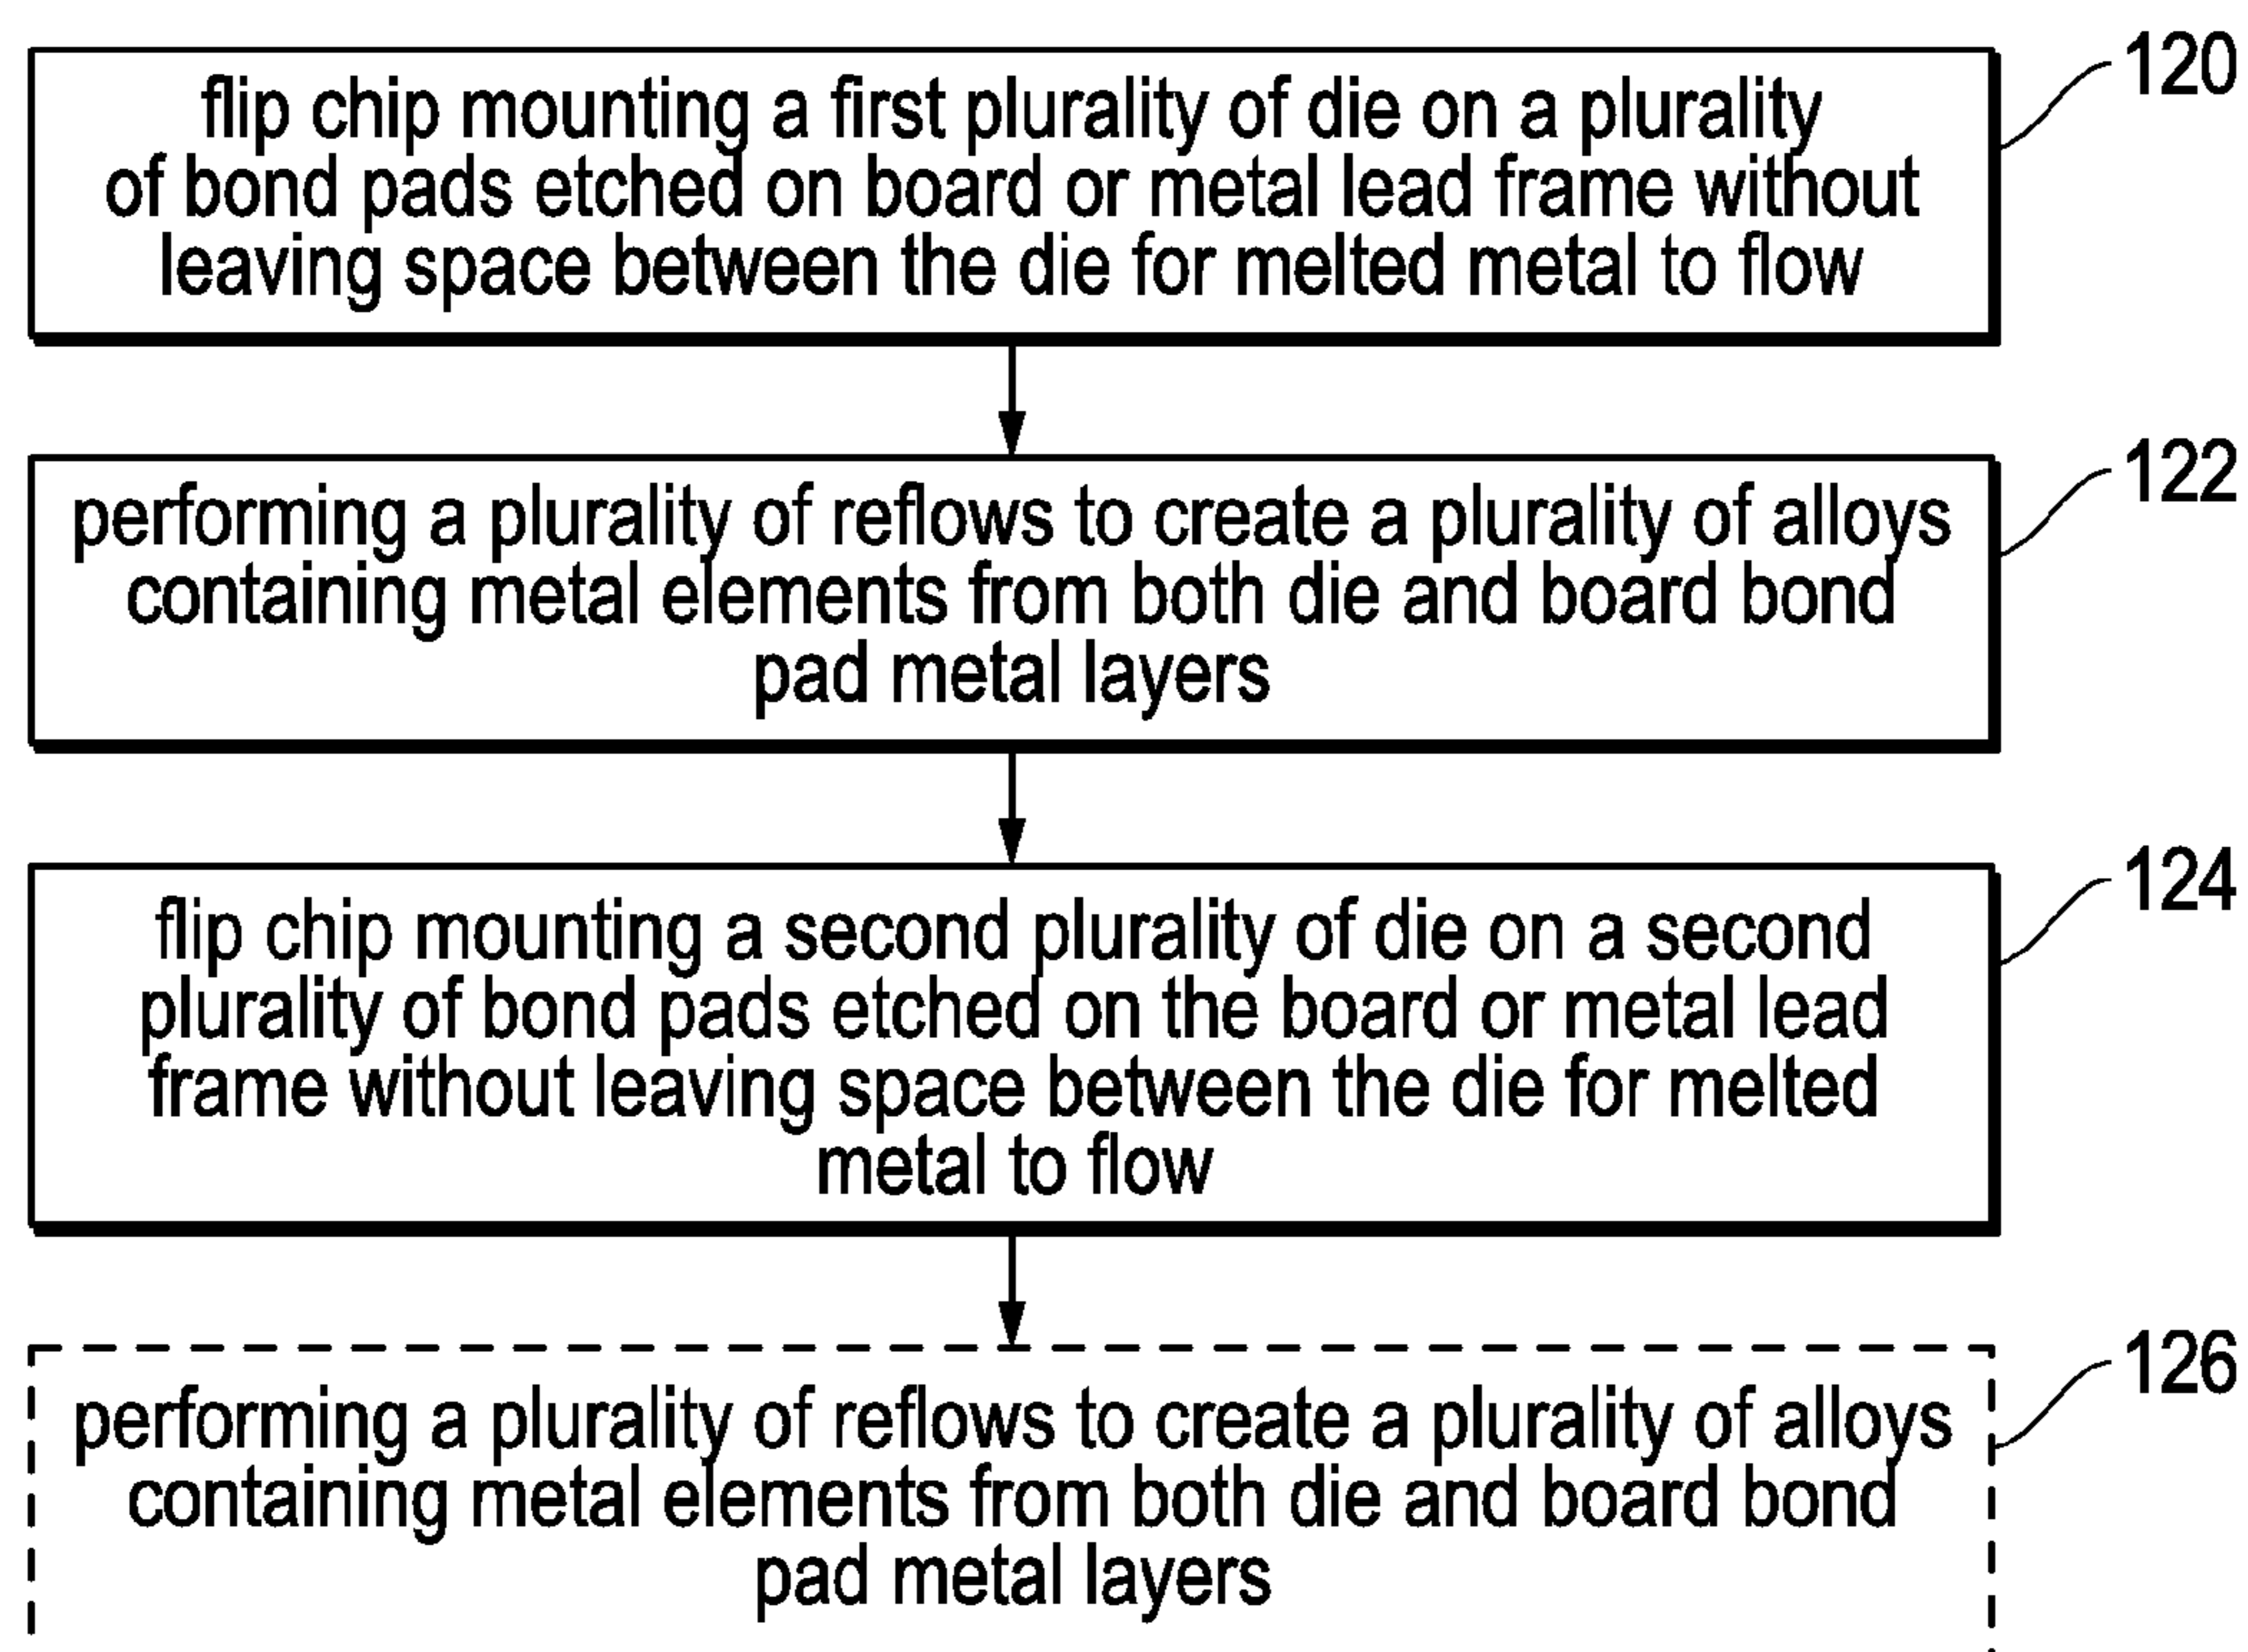 120
flip chip mounting a first plurality of die on a plurality
of bond pads etched on board or metal lead frame without
leaving space between the die for melted metal to flow
122
performing a plurality of reflows to create a plurality of alloys
containing metal elements from both die and board bond
pad metal layers
124
flip chip mounting a second plurality of die on a second
plurality of bond pads etched on the board or metal lead
frame without leaving space between the die for melted
metal to flow
126
performing a plurality of reflows to create a plurality of alloys
containing metal elements from both die and board bond
pad metal layers